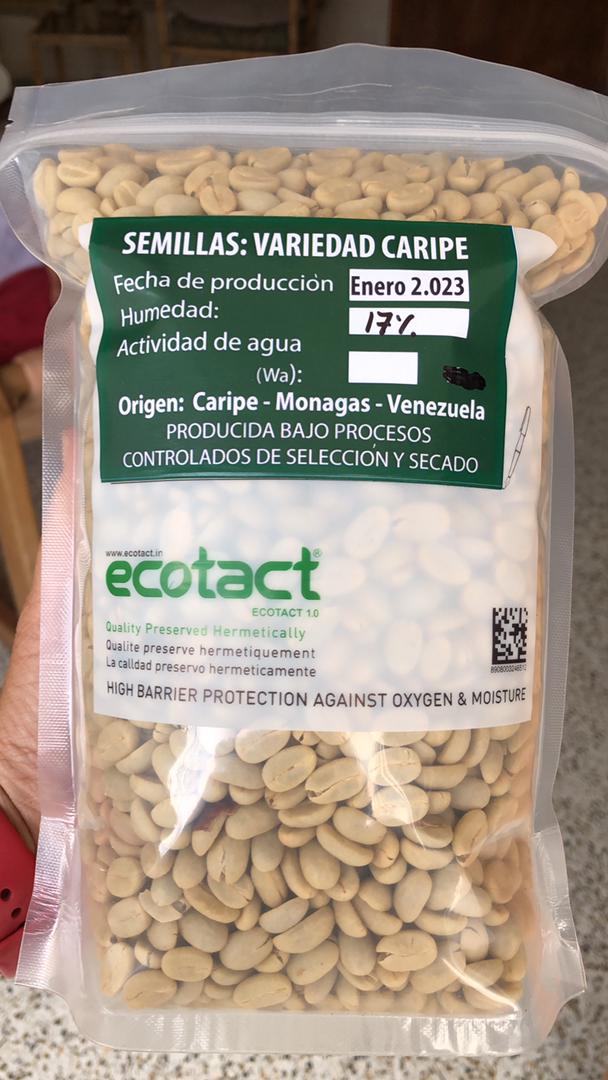 SEMILLAS: VARIEDAD CARIPE
Fecha de producciòn Enero 2.023
Humedad: 17%
Actividad de agua
(Wa):
Origen: Caripe - Monagas - Venezuela
PRODUCIDA BAJO PROCESOS
CONTROLADOS DE SELECCIÓN Y SECADO
www.ecotact.in
ecotact®
ECOTACT 1.0
Quality Preserved Hermetically
Qualite preserve hermetiquement
La calldad preservo hermeticamente
HIGH BARRIER PROTECTION AGAINST OXYGEN & MOISTURE